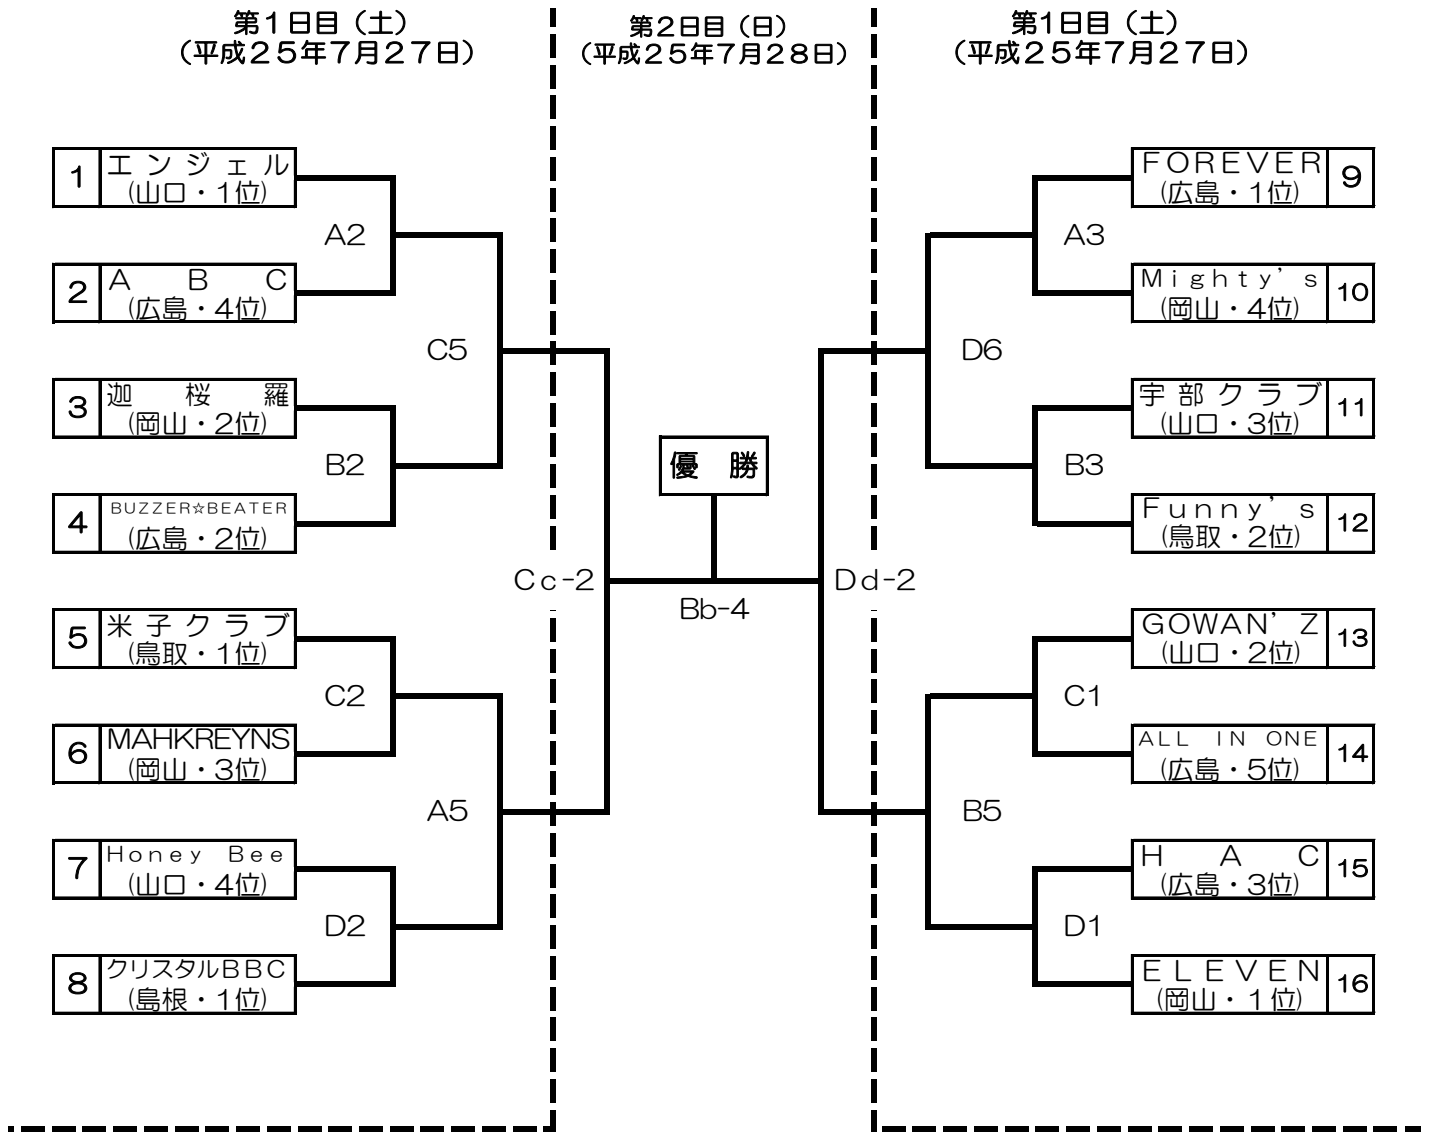 第1日目（土）
（平成２５年７月２７日）
第２日目（日）
（平成２５年７月２８日）
第1日目（土）
（平成２５年７月２７日）
1
エンジェル
(山口・１位)
A2
2
A B C
(広島・4位)
C5
3
迦桜羅
(岡山・2位)
B2
4
BUZZER☆BEATER
(広島・2位)
Cc-2
5
米子クラブ
(鳥取・１位)
C2
6
MAHKREYNS
(岡山・3位)
A5
7
Honey Bee
(山口・4位)
D2
8
クリスタルBBC
(島根・１位)
優 勝
Bb-4
FOREVER
9
(広島・１位)
A3
Mighty’s
10
(岡山・4位)
D6
宇部クラブ
11
(山口・3位)
B3
Funny’s
12
(鳥取・2位)
Dd-2
GOWAN’Z
13
(山口・2位)
C1
ALL IN ONE
14
(広島・5位)
B5
H A C
15
(広島・3位)
D1
ELEVEN
16
(岡山・１位)